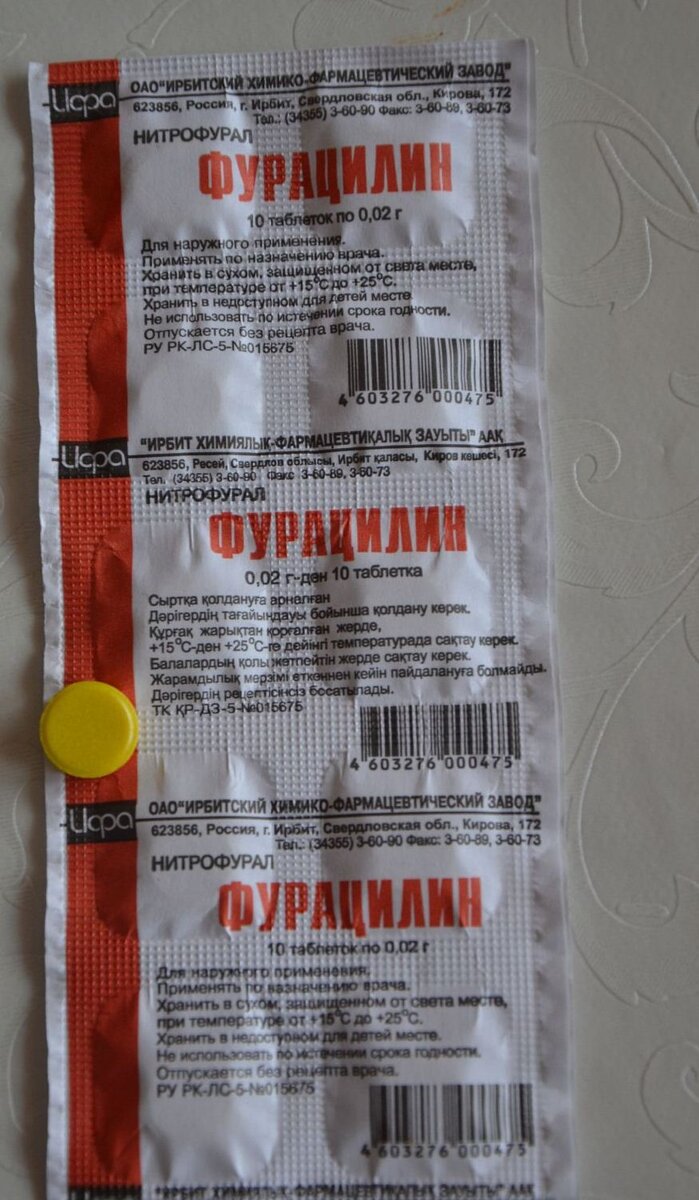 Исра
ОАО"ИРБИТСКИЙ ХИМИКО-ФАРМАЦЕВТИЧЕСКИЙ ЗАВОД"
623856, Россия, г. Ирбит, Свердловская обл., Кирова, 172
Тел.: (34355) 3-60-90 Факс: 3-60-89, 3-60-73
НИТРОФУРАЛ
ФУРАЦИЛИН
10 таблеток по 0,02 г
Для наружного применения.
Применять по назначению врача.
Хранить в сухом, защищенном от света месте,
при температуре от +15°С до +25°С.
Хранить в недоступном для детей месте.
Не использовать по истечении срока годности.
Отпускается без рецепта врача.
РУ РК-ЛС-5-№015675
4 603276 000475
Исра
"ИРБИТ ХИМИЯЛЫҚ-ФАРМАЦЕВТИҚАЛЫҚ ЗАУЫТЫ" ААҚ
623856, Ресей, Свердлов облысы, Ирбит қаласы, Киров көшесі, 172
Тел. (34355) 3-60-90 Факс 3-60-89, 3-60-73
НИТРОФУРАЛ
ФУРАЦИЛИН
0,02 г-ден 10 таблетка
Сыртқа қолдануға арналған
Дәрігердің тағайындауы бойынша қолдану керек.
Құрғақ жарықтан қорғалған жерде,
+15°С-ден +25°С-ге дейінгі температурада сақтау керек.
Балалардың қолы жетпейтін жерде сақтау керек.
Жарамдылық мерзімі өткеннен кейін пайдалануға болмайды.
Дәрігердің рецептісінсіз босатылады.
ТК ҚР-ДЗ-5-№015675
4 603276 000475
Исра
ОАО"ИРБИТСКИЙ ХИМИКО-ФАРМАЦЕВТИЧЕСКИЙ ЗАВОД"
623856, Россия, г. Ирбит, Свердловская обл., Кирова, 172
Тел.: (34355) 3-60-90 Факс: 3-60-89, 3-60-73
НИТРОФУРАЛ
ФУРАЦИЛИН
10 таблеток по 0,02 г
Для наружного применения.
Применять по назначению врача.
Хранить в сухом, защищенном от света месте,
при температуре от +15°С до +25°С.
Хранить в недоступном для детей месте.
Не использовать по истечении срока годности.
Отпускается без рецепта врача.
РУ РК-ЛС-5-№015675
4 603276 000475
"ИРБИТ ХИМИЯЛЫҚ-ФАРМАЦЕВТИҚАЛЫҚ ЗАУЫТЫ" ААҚ